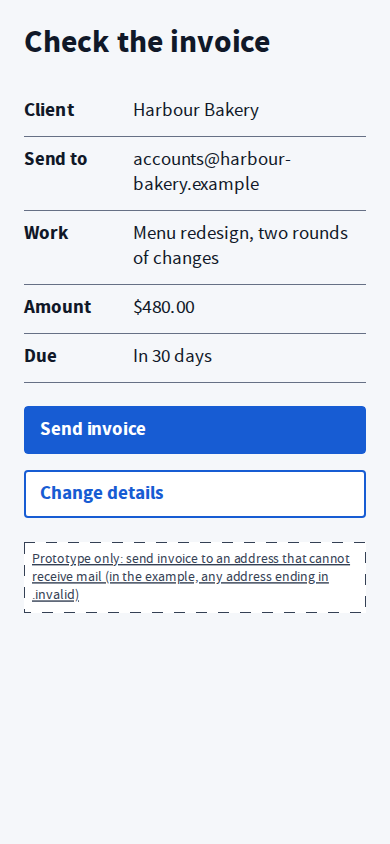 Check the invoice
Client Harbour Bakery
Send to accounts@harbour-
bakery.example
Work Menu redesign, two rounds
of changes
Amount $480.00
Due In 30 days
Send invoice
Change details
Prototype only: send invoice to an address that cannot
receive mail (in the example, any address ending in
.invalid)